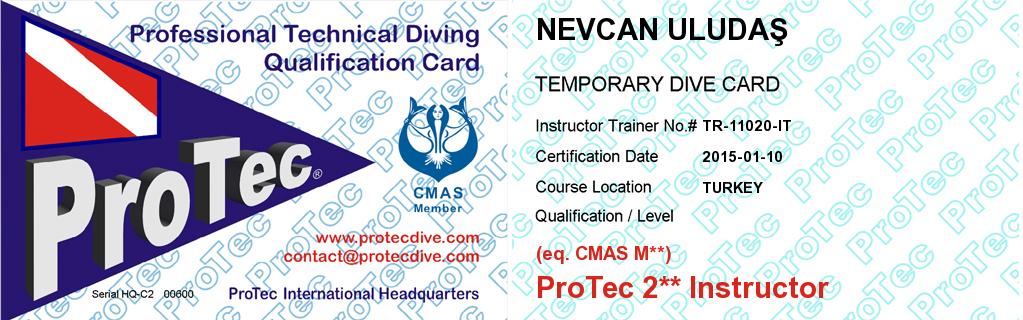 Professional Technical Diving
Qualification Card
ProTec®
CMAS
Member
www.protecdive.com
contact@protecdive.com
Serial HQ-C2 00600
ProTec International Headquarters
NEVCAN ULUDAŞ
TEMPORARY DIVE CARD
Instructor Trainer No.# TR-11020-IT
Certification Date 2015-01-10
Course Location TURKEY
Qualification / Level
(eq. CMAS M**)
ProTec 2** Instructor